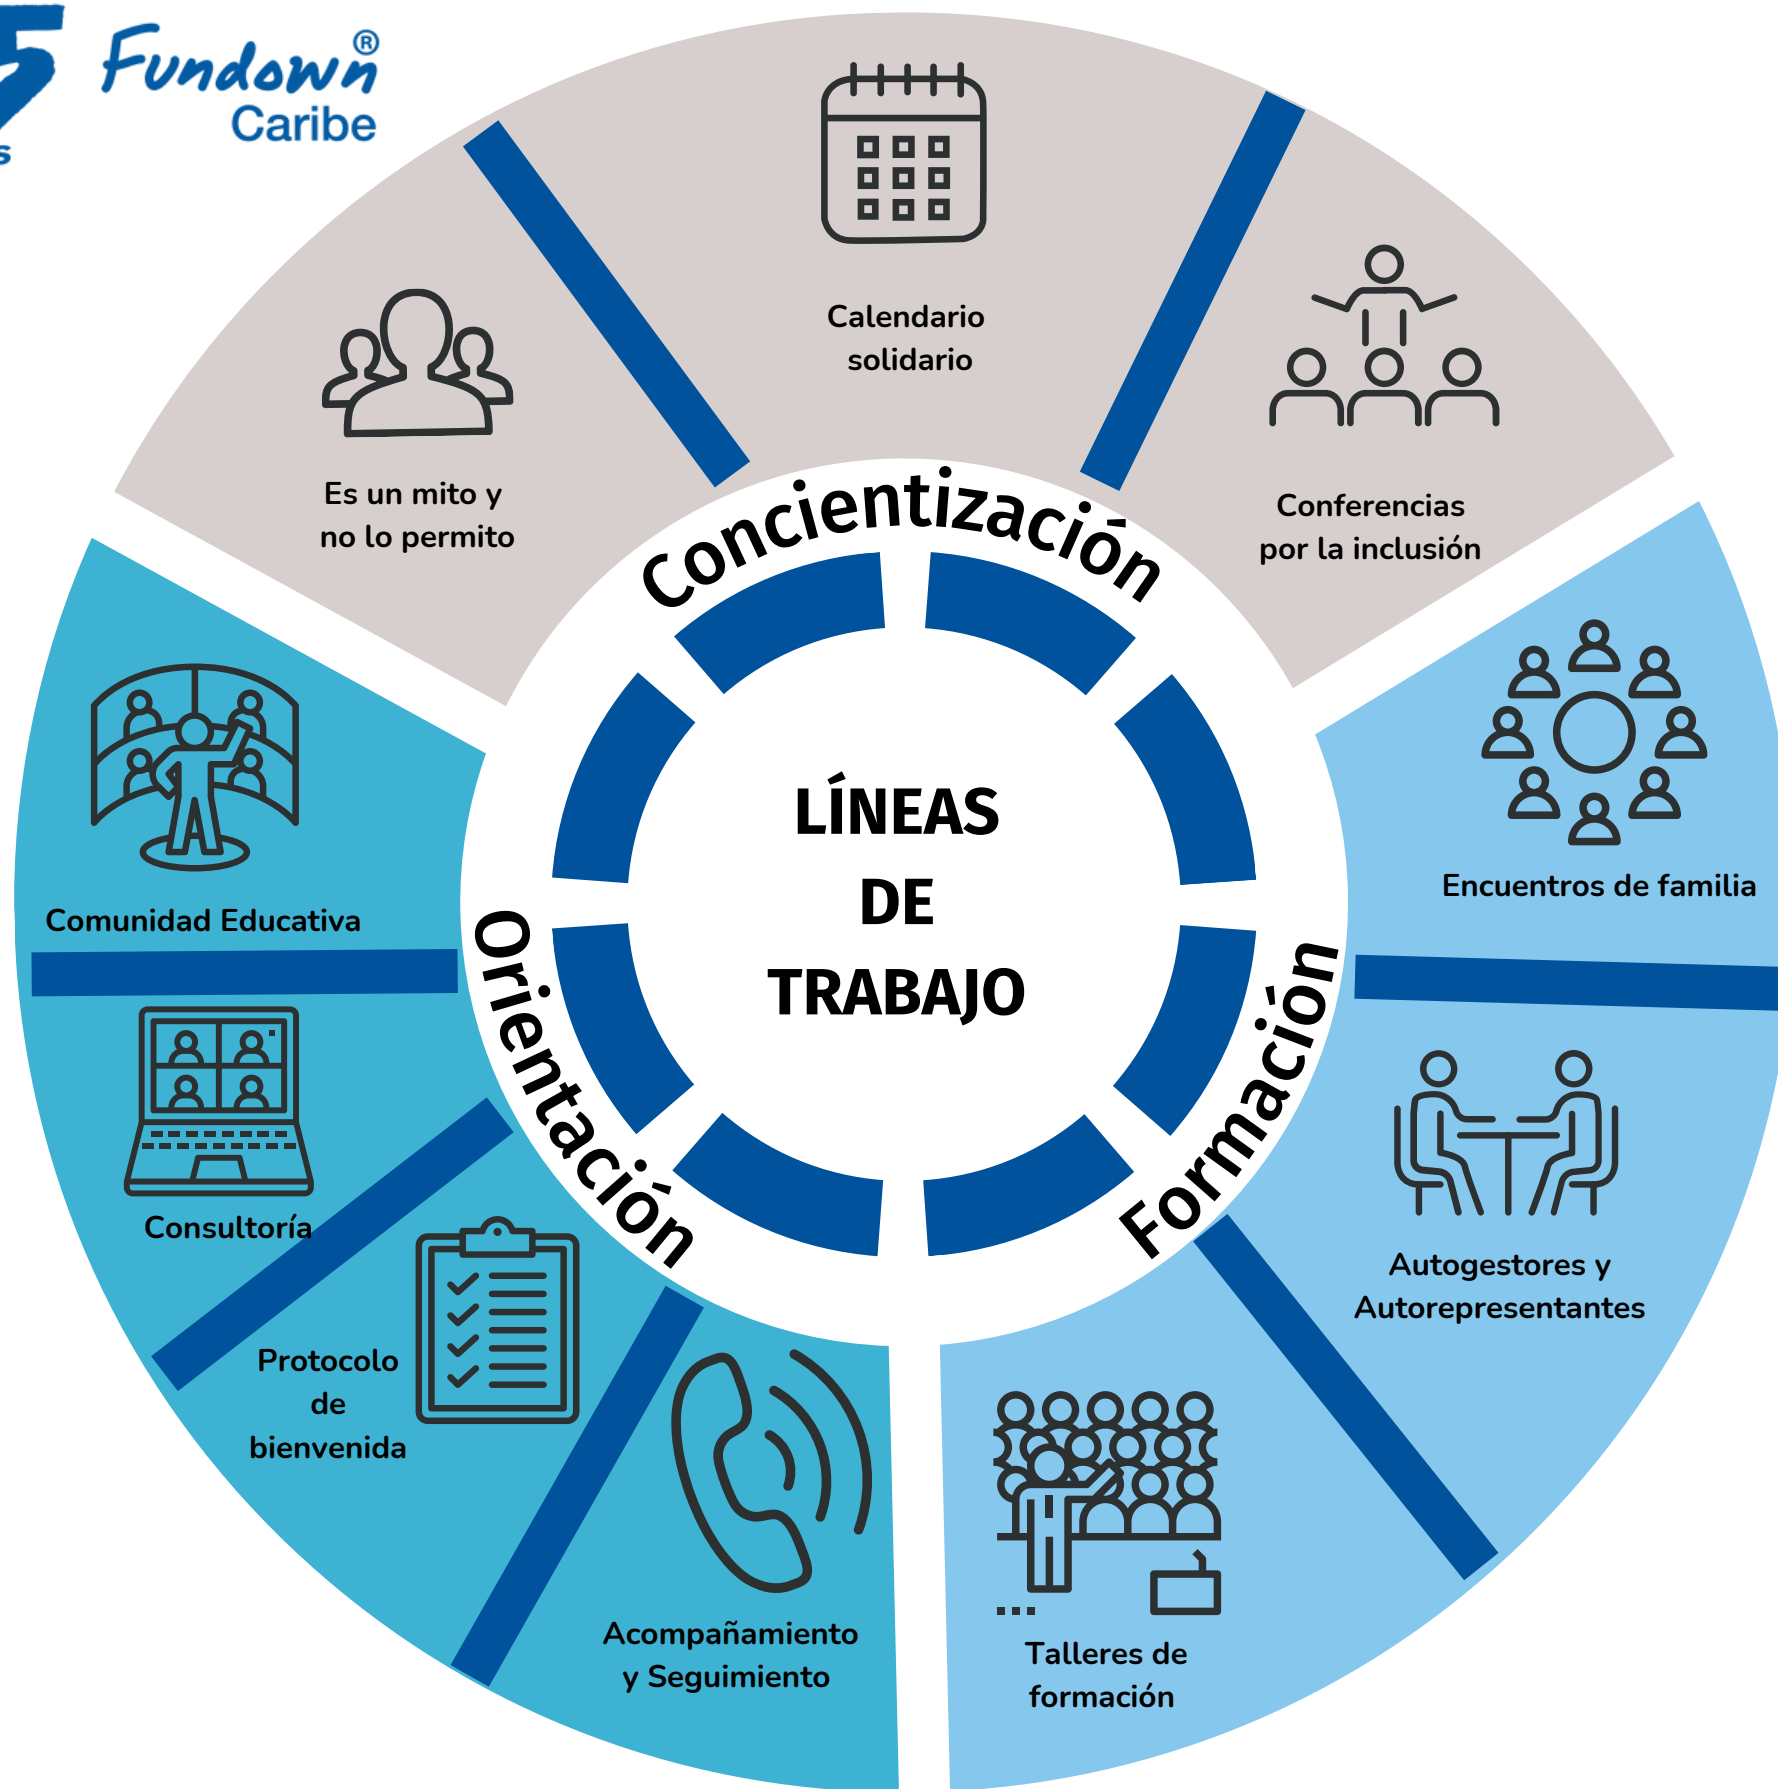 5
s
Fundown®
Caribe
Calendario
solidario
Es un mito y
no lo permito
Conferencias
por la inclusión
Concientización
LÍNEAS
DE
TRABAJO
Encuentros de familia
Autogestores y
Autorepresentantes
Talleres de
formación
Formación
Comunidad Educativa
Consultoría
Protocolo
de
bienvenida
Acompañamiento
y Seguimiento
Orientación